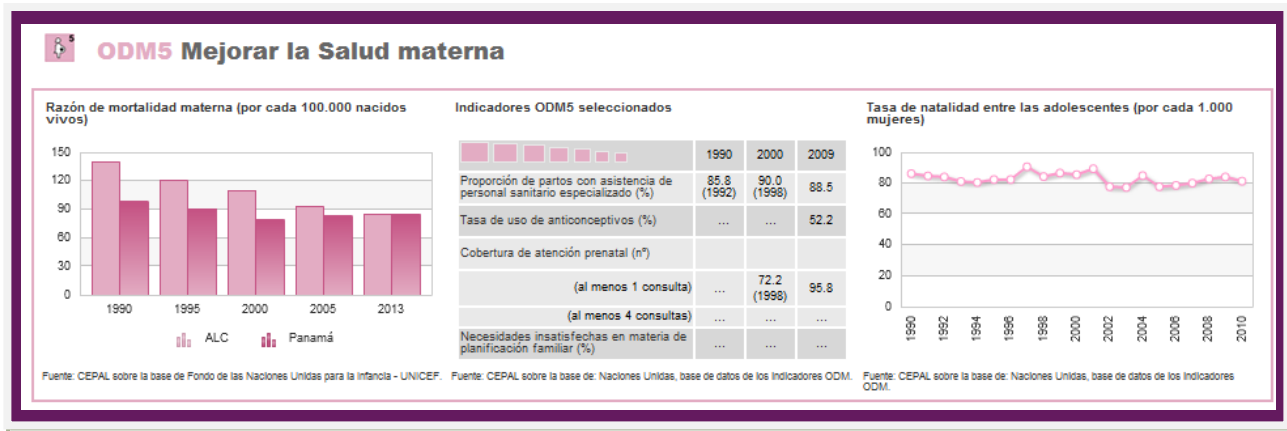 5
ODM5 Mejorar la Salud materna
Razón de mortalidad materna (por cada 100.000 nacidos
vivos)
150
120
90
60
30
0
1990 1995 2000 2005 2013
ALC Panamá
Fuente: CEPAL sobre la base de Fondo de las Naciones Unidas para la Infancia - UNICEF.
Indicadores ODM5 seleccionados
1990 2000 2009
Proporción de partos con asistencia de
personal sanitario especializado (%)
85.8
(1992)
90.0
(1998)
88.5
Tasa de uso de anticonceptivos (%) ... ... 52.2
Cobertura de atención prenatal (nº)
(al menos 1 consulta) ... 72.2
(1998)
95.8
(al menos 4 consultas) ... ... ...
Necesidades insatisfechas en materia de
planificación familiar (%)
... ... ...
Fuente: CEPAL sobre la base de: Naciones Unidas, base de datos de los Indicadores ODM.
Tasa de natalidad entre las adolescentes (por cada 1.000
mujeres)
100
80
60
40
20
0
1990 1992 1994 1996 1998 2000 2002 2004 2006 2008 2010
Fuente: CEPAL sobre la base de: Naciones Unidas, base de datos de los Indicadores
ODM.